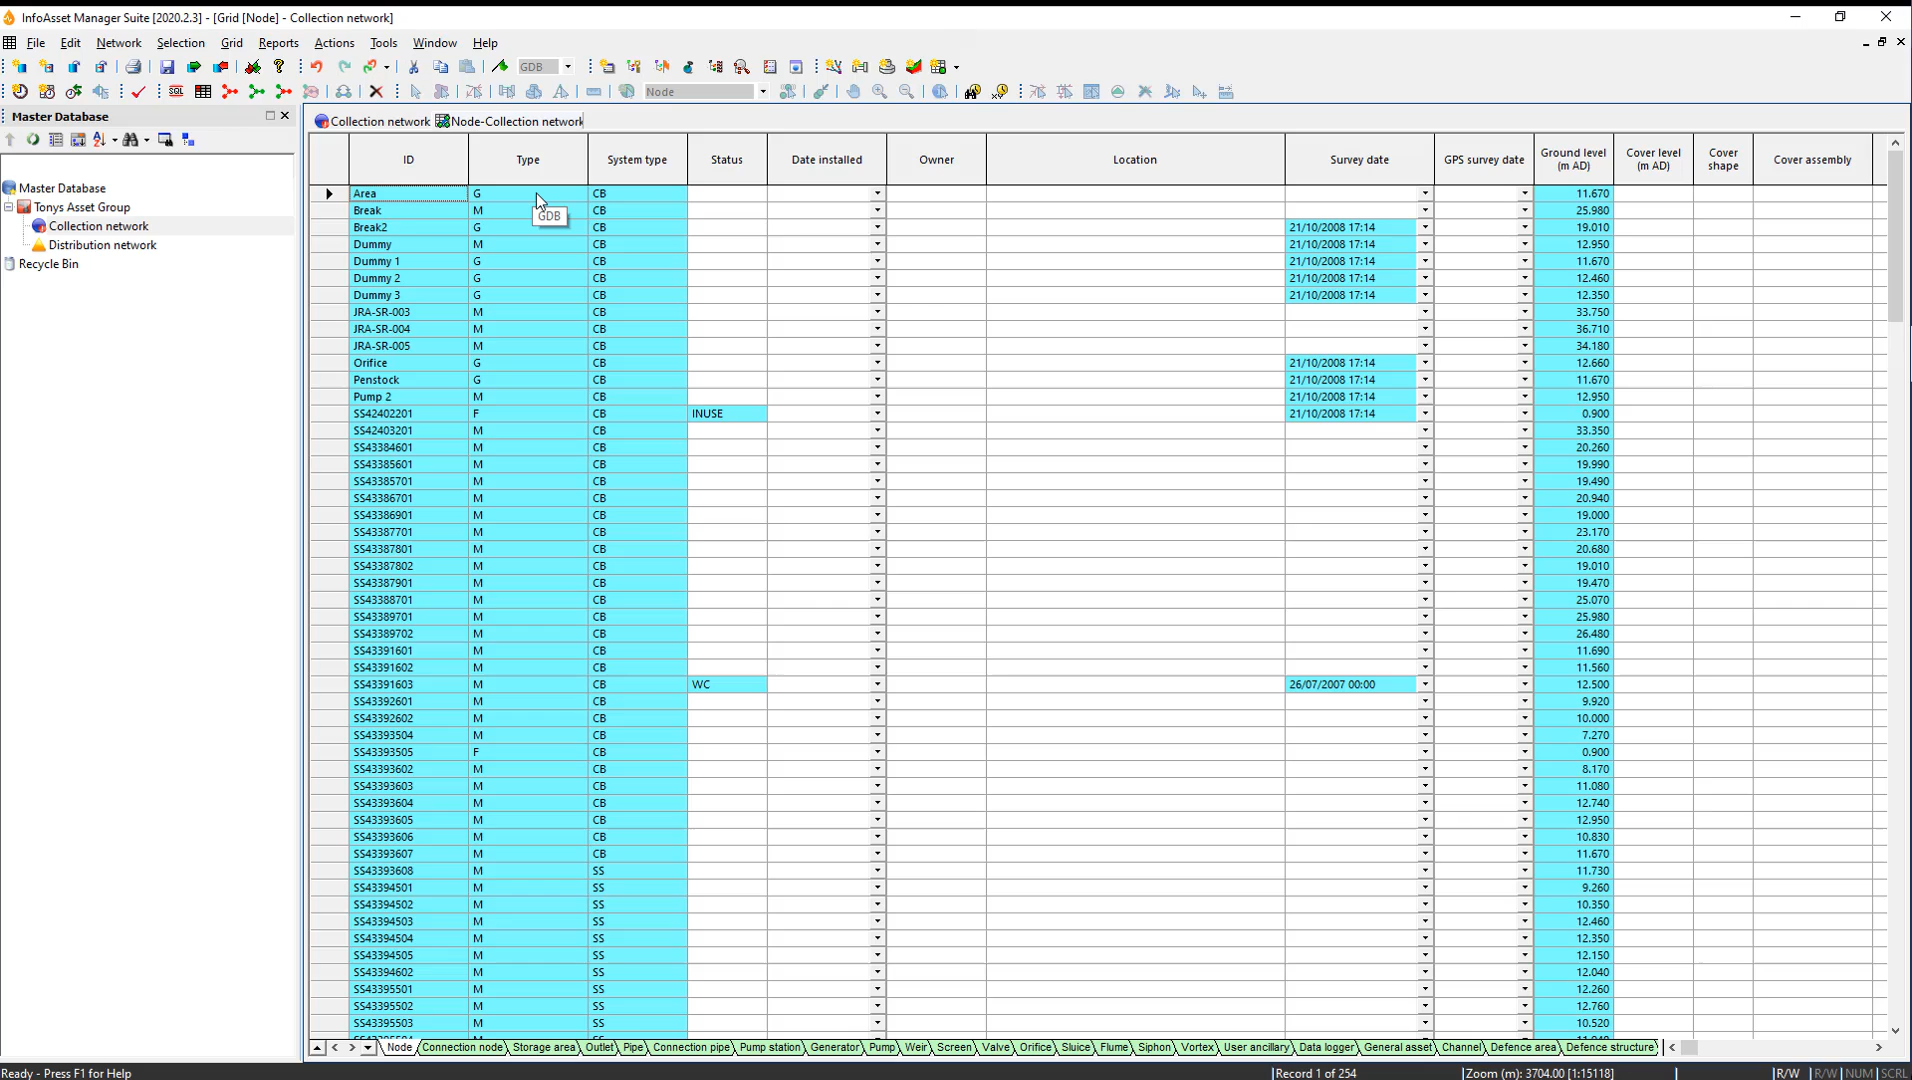 InfoAsset Manager Suite [2020.2.3] - [Grid [Node] - Collection network]
File Edit Network Selection Grid Reports Actions Tools Window Help
GDB
SQL Node
Master Database
Collection network Node-Collection network
Master Database
Tonys Asset Group
Collection network
Distribution network
Recycle Bin
ID Type System type Status Date installed Owner Location Survey date GPS survey date Ground level (m AD) Cover level (m AD) Cover shape Cover assembly
Area G CB 11.670
GDB
Break M CB 25.980
Break2 G CB 21/10/2008 17:14 19.010
Dummy M CB 21/10/2008 17:14 12.950
Dummy 1 G CB 21/10/2008 17:14 11.670
Dummy 2 G CB 21/10/2008 17:14 12.460
Dummy 3 G CB 21/10/2008 17:14 12.350
JRA-SR-003 M CB 33.750
JRA-SR-004 M CB 36.710
JRA-SR-005 M CB 34.180
Orifice G CB 21/10/2008 17:14 12.660
Penstock G CB 21/10/2008 17:14 11.670
Pump 2 M CB 21/10/2008 17:14 12.950
SS42402201 F CB INUSE 21/10/2008 17:14 0.900
SS42403201 M CB 33.350
SS43384601 M CB 20.260
SS43385601 M CB 19.990
SS43385701 M CB 19.490
SS43386701 M CB 20.940
SS43386901 M CB 19.000
SS43387701 M CB 23.170
SS43387801 M CB 20.680
SS43387802 M CB 19.010
SS43387901 M CB 19.470
SS43388701 M CB 25.070
SS43389701 M CB 25.980
SS43389702 M CB 26.480
SS43391601 M CB 11.690
SS43391602 M CB 11.560
SS43391603 M CB WC 26/07/2007 00:00 12.500
SS43392601 M CB 9.920
SS43392602 M CB 10.000
SS43393504 M CB 7.270
SS43393505 F CB 0.900
SS43393602 M CB 8.170
SS43393603 M CB 11.080
SS43393604 M CB 12.740
SS43393605 M CB 12.950
SS43393606 M CB 10.830
SS43393607 M CB 11.670
SS43393608 M SS 11.730
SS43394501 M SS 9.260
SS43394502 M SS 10.350
SS43394503 M SS 12.460
SS43394504 M SS 12.350
SS43394505 M SS 12.150
SS43394602 M SS 12.040
SS43395501 M SS 12.260
SS43395502 M SS 12.760
SS43395503 M SS 10.520
Node Connection node Storage area Outlet Pipe Connection pipe Pump station Generator Pump Weir Screen Valve Orifice Sluice Flume Siphon Vortex User ancillary Data logger General asset Channel Defence area Defence structure
Ready - Press F1 for Help Record 1 of 254 Zoom (m): 3704.00 [1:15118] R/W R/W NUM SCRL